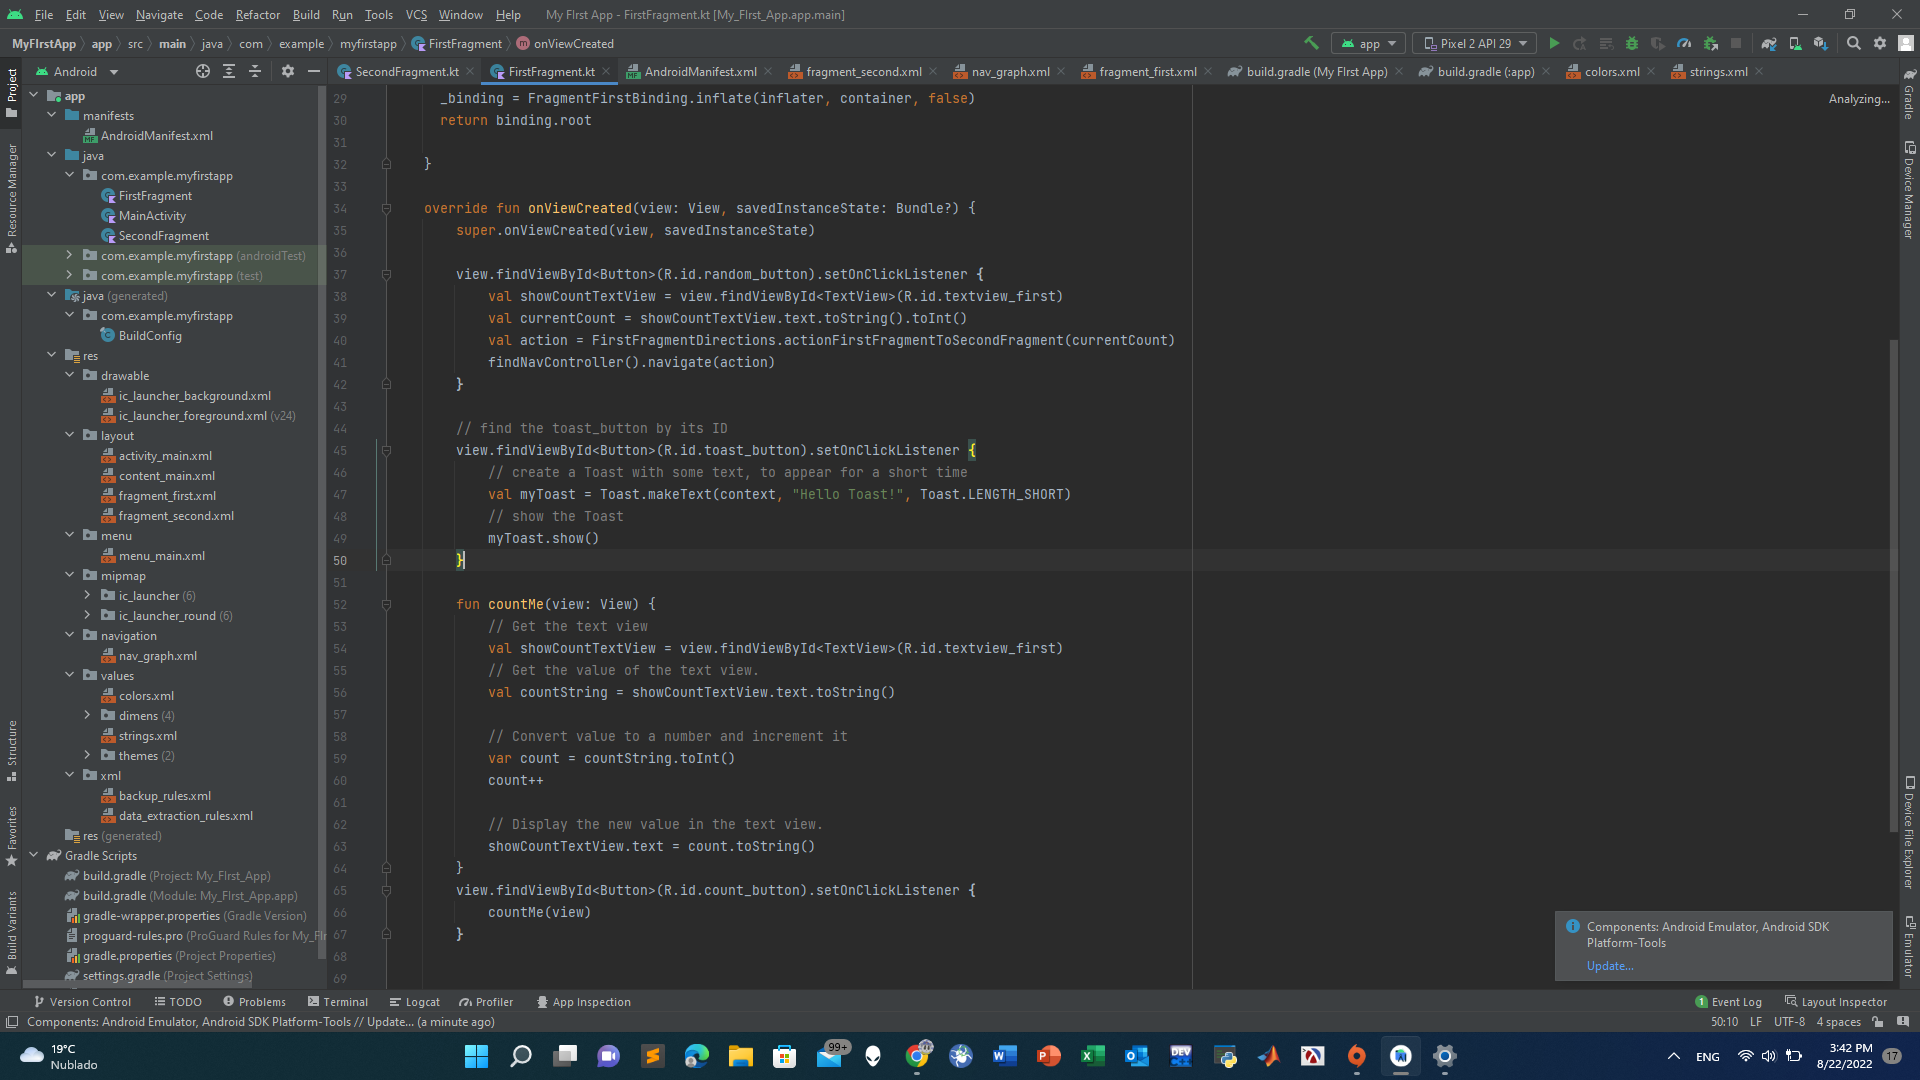 File Edit View Navigate Code Refactor Build Run Tools VCS Window Help My FIrst App - FirstFragment.kt [My_FIrst_App.app.main]
MyFIrstApp app src main java com example myfirstapp FirstFragment onViewCreated app Pixel 2 API 29
Android SecondFragment.kt FirstFragment.kt AndroidManifest.xml fragment_second.xml nav_graph.xml fragment_first.xml build.gradle (My FIrst App) build.gradle (:app) colors.xml strings.xml
Project
Resource Manager
Structure
Favorites
Build Variants
app
manifests
AndroidManifest.xml
java
com.example.myfirstapp
FirstFragment
MainActivity
SecondFragment
com.example.myfirstapp (androidTest)
com.example.myfirstapp (test)
java (generated)
com.example.myfirstapp
BuildConfig
res
drawable
ic_launcher_background.xml
ic_launcher_foreground.xml (v24)
layout
activity_main.xml
content_main.xml
fragment_first.xml
fragment_second.xml
menu
menu_main.xml
mipmap
ic_launcher (6)
ic_launcher_round (6)
navigation
nav_graph.xml
values
colors.xml
dimens (4)
strings.xml
themes (2)
xml
backup_rules.xml
data_extraction_rules.xml
res (generated)
Gradle Scripts
build.gradle (Project: My_FIrst_App)
build.gradle (Module: My_FIrst_App.app)
gradle-wrapper.properties (Gradle Version)
proguard-rules.pro (ProGuard Rules for My_FIr
gradle.properties (Project Properties)
settings.gradle (Project Settings)
29 _binding = FragmentFirstBinding.inflate(inflater, container, false)
30 return binding.root
31
32 }
33
34 override fun onViewCreated(view: View, savedInstanceState: Bundle?) {
35 super.onViewCreated(view, savedInstanceState)
36
37 view.findViewById<Button>(R.id.random_button).setOnClickListener {
38 val showCountTextView = view.findViewById<TextView>(R.id.textview_first)
39 val currentCount = showCountTextView.text.toString().toInt()
40 val action = FirstFragmentDirections.actionFirstFragmentToSecondFragment(currentCount)
41 findNavController().navigate(action)
42 }
43
44 // find the toast_button by its ID
45 view.findViewById<Button>(R.id.toast_button).setOnClickListener {
46 // create a Toast with some text, to appear for a short time
47 val myToast = Toast.makeText(context, "Hello Toast!", Toast.LENGTH_SHORT)
48 // show the Toast
49 myToast.show()
50 }
51
52 fun countMe(view: View) {
53 // Get the text view
54 val showCountTextView = view.findViewById<TextView>(R.id.textview_first)
55 // Get the value of the text view.
56 val countString = showCountTextView.text.toString()
57
58 // Convert value to a number and increment it
59 var count = countString.toInt()
60 count++
61
62 // Display the new value in the text view.
63 showCountTextView.text = count.toString()
64 }
65 view.findViewById<Button>(R.id.count_button).setOnClickListener {
66 countMe(view)
67 }
68
69
Analyzing...
Gradle
Device Manager
Device File Explorer
Emulator
Components: Android Emulator, Android SDK
Platform-Tools
Update...
Version Control TODO Problems Terminal Logcat Profiler App Inspection 1 Event Log Layout Inspector
Components: Android Emulator, Android SDK Platform-Tools // Update... (a minute ago) 50:10 LF UTF-8 4 spaces
19°C
Nublado
99+
DEV
ENG
3:42 PM
8/22/2022
17